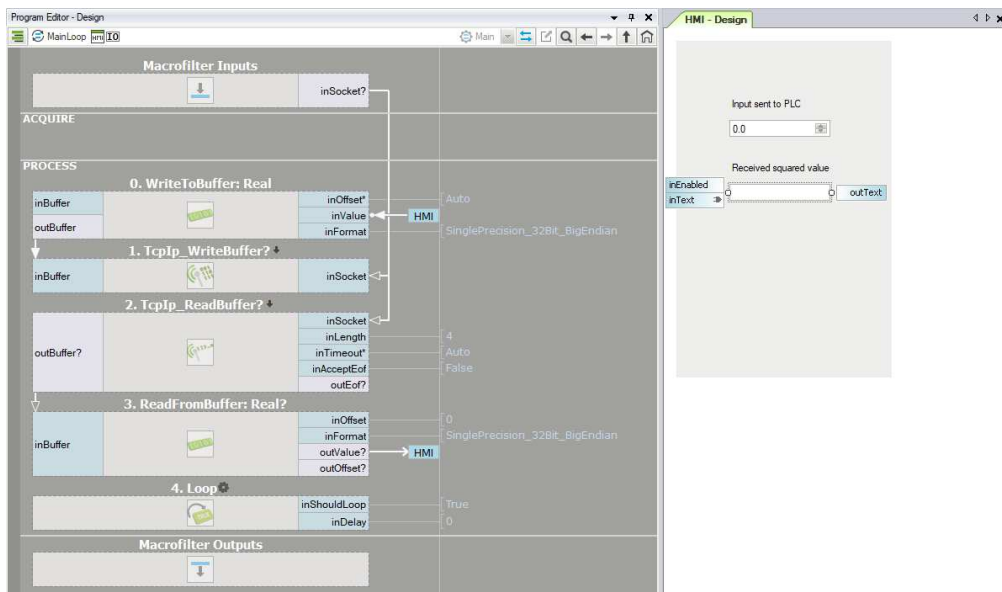 Program Editor - Design
MainLoop HMI IO
Main
Macrofilter Inputs
inSocket?
ACQUIRE
PROCESS
0. WriteToBuffer: Real
inBuffer
outBuffer
inOffset*
Auto
inValue
HMI
inFormat
SinglePrecision_32Bit_BigEndian
1. TcpIp_WriteBuffer?
inBuffer
inSocket
2. TcpIp_ReadBuffer?
outBuffer?
inSocket
inLength
4
inTimeout*
Auto
inAcceptEof
False
outEof?
3. ReadFromBuffer: Real?
inBuffer
inOffset
0
inFormat
SinglePrecision_32Bit_BigEndian
outValue?
HMI
outOffset?
4. Loop
inShouldLoop
True
inDelay
0
Macrofilter Outputs
HMI - Design
Input sent to PLC
0.0
Received squared value
inEnabled
inText
outText